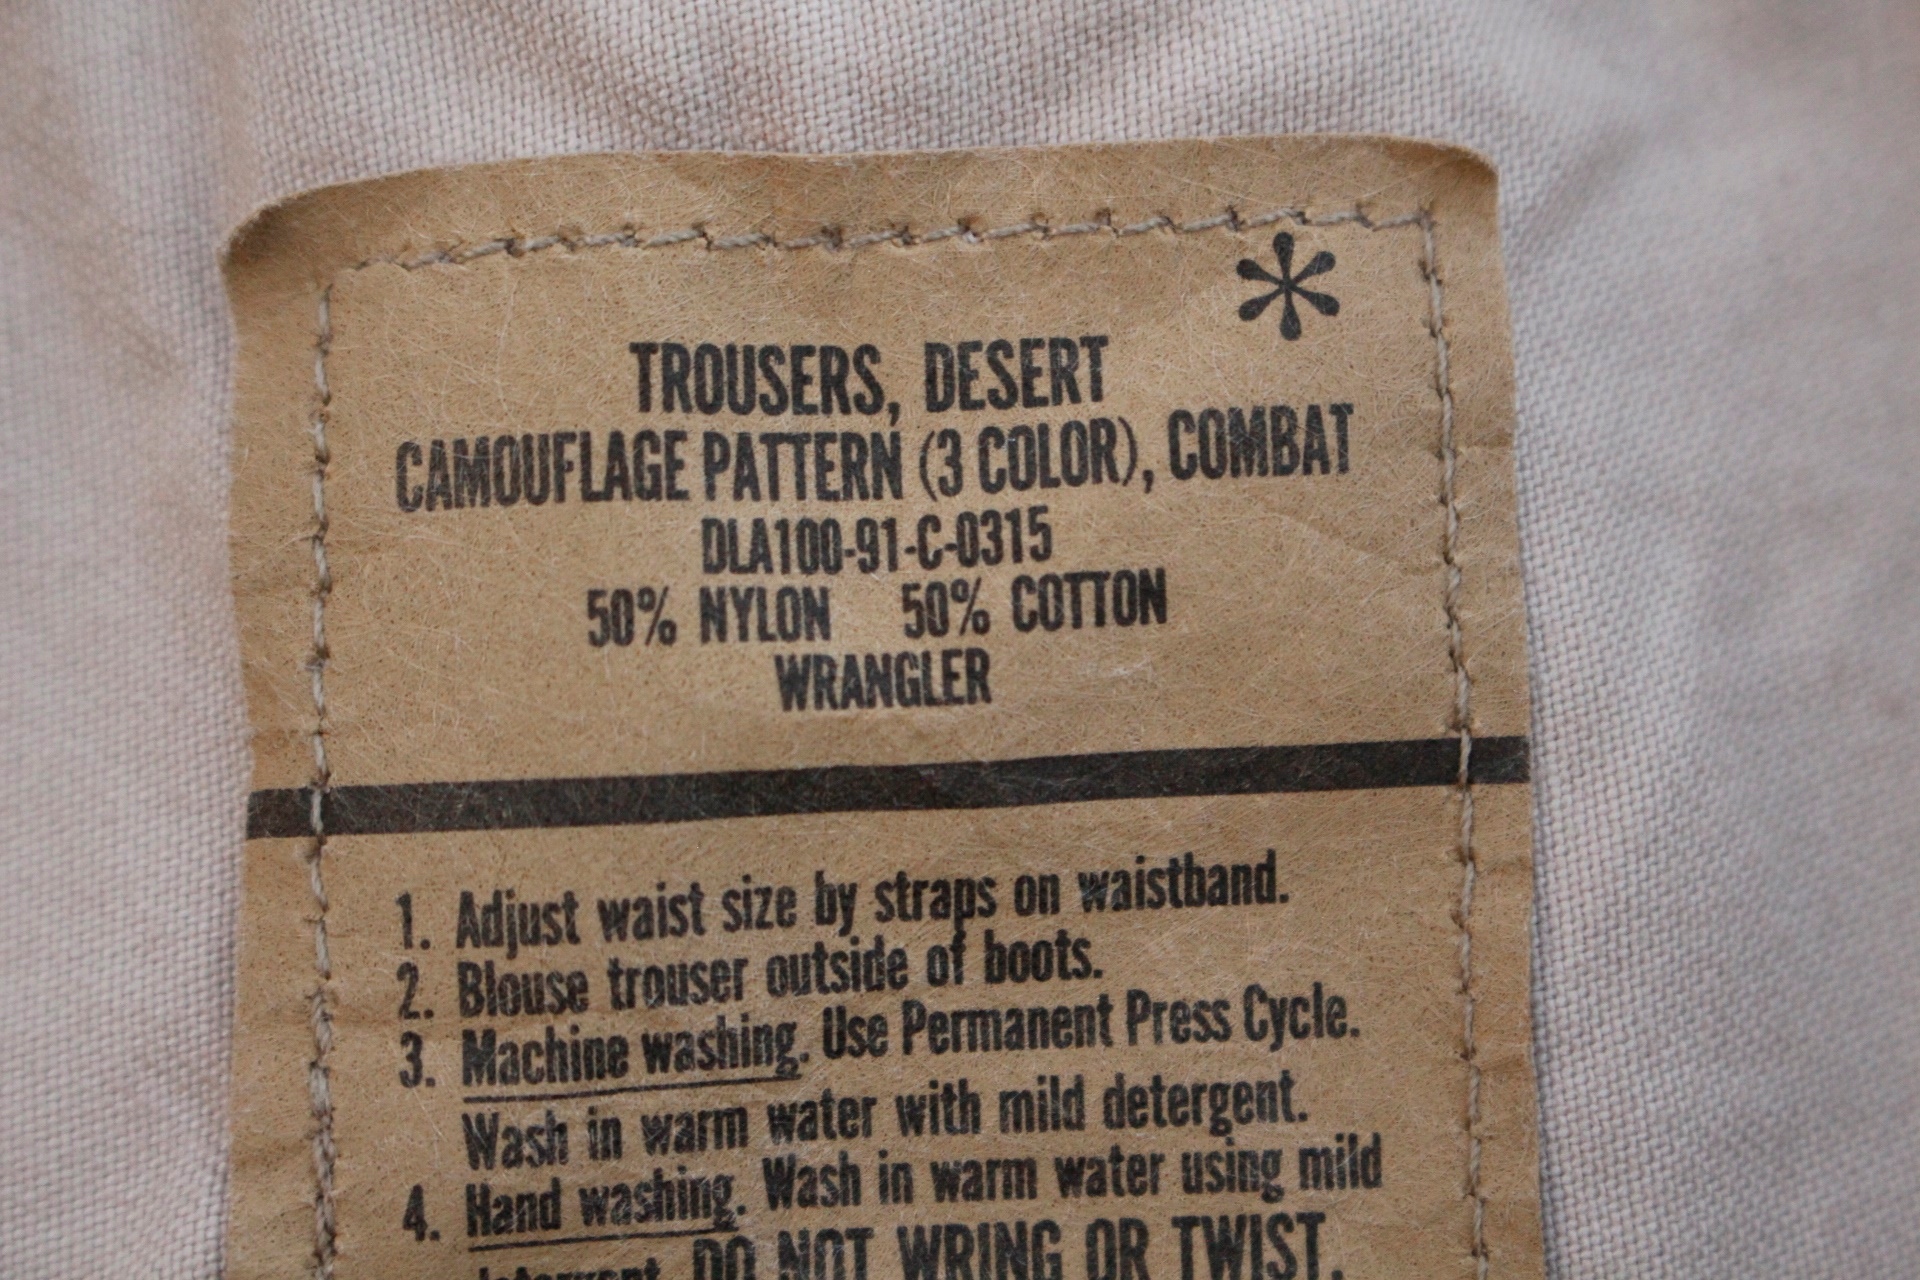 *
TROUSERS, DESERT
CAMOUFLAGE PATTERN (3 COLOR), COMBAT
DLA100-91-C-0315
50% NYLON 50% COTTON
WRANGLER
1. Adjust waist size by straps on waistband.
2. Blouse trouser outside of boots.
3. Machine washing. Use Permanent Press Cycle.
Wash in warm water with mild detergent.
4. Hand washing. Wash in warm water using mild
detergent. DO NOT WRING OR TWIST.